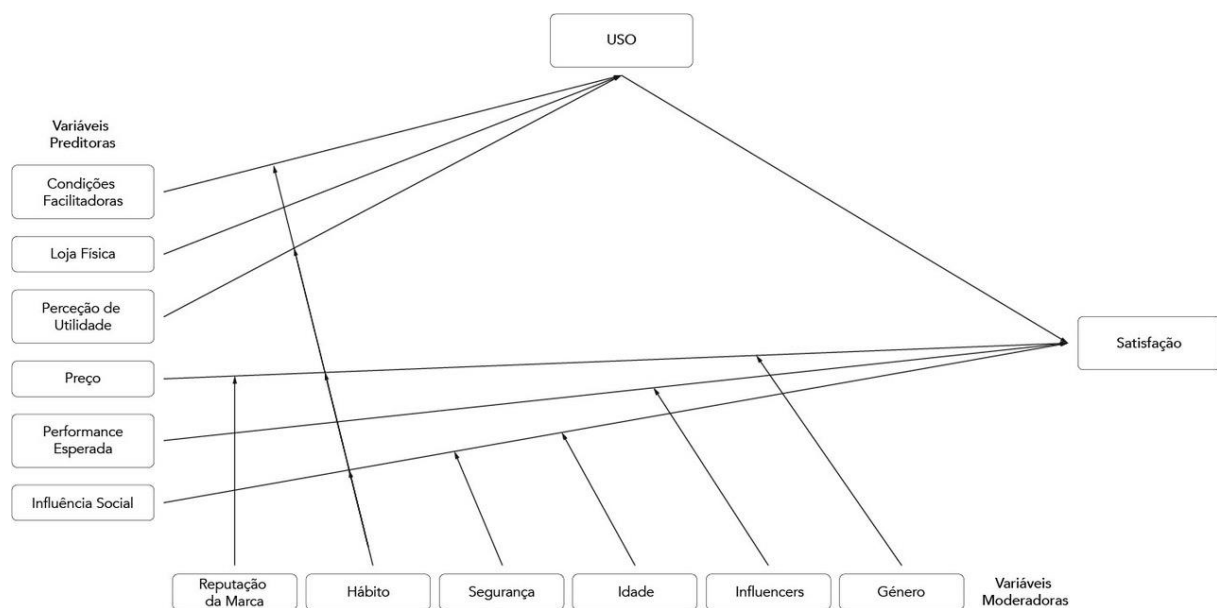 USO
Variáveis
Preditoras
Condições
Facilitadoras
Loja Física
Perceção de
Utilidade
Preço
Performance
Esperada
Influência Social
Satisfação
Reputação
da Marca
Hábito
Segurança
Idade
Influencers
Género
Variáveis
Moderadoras